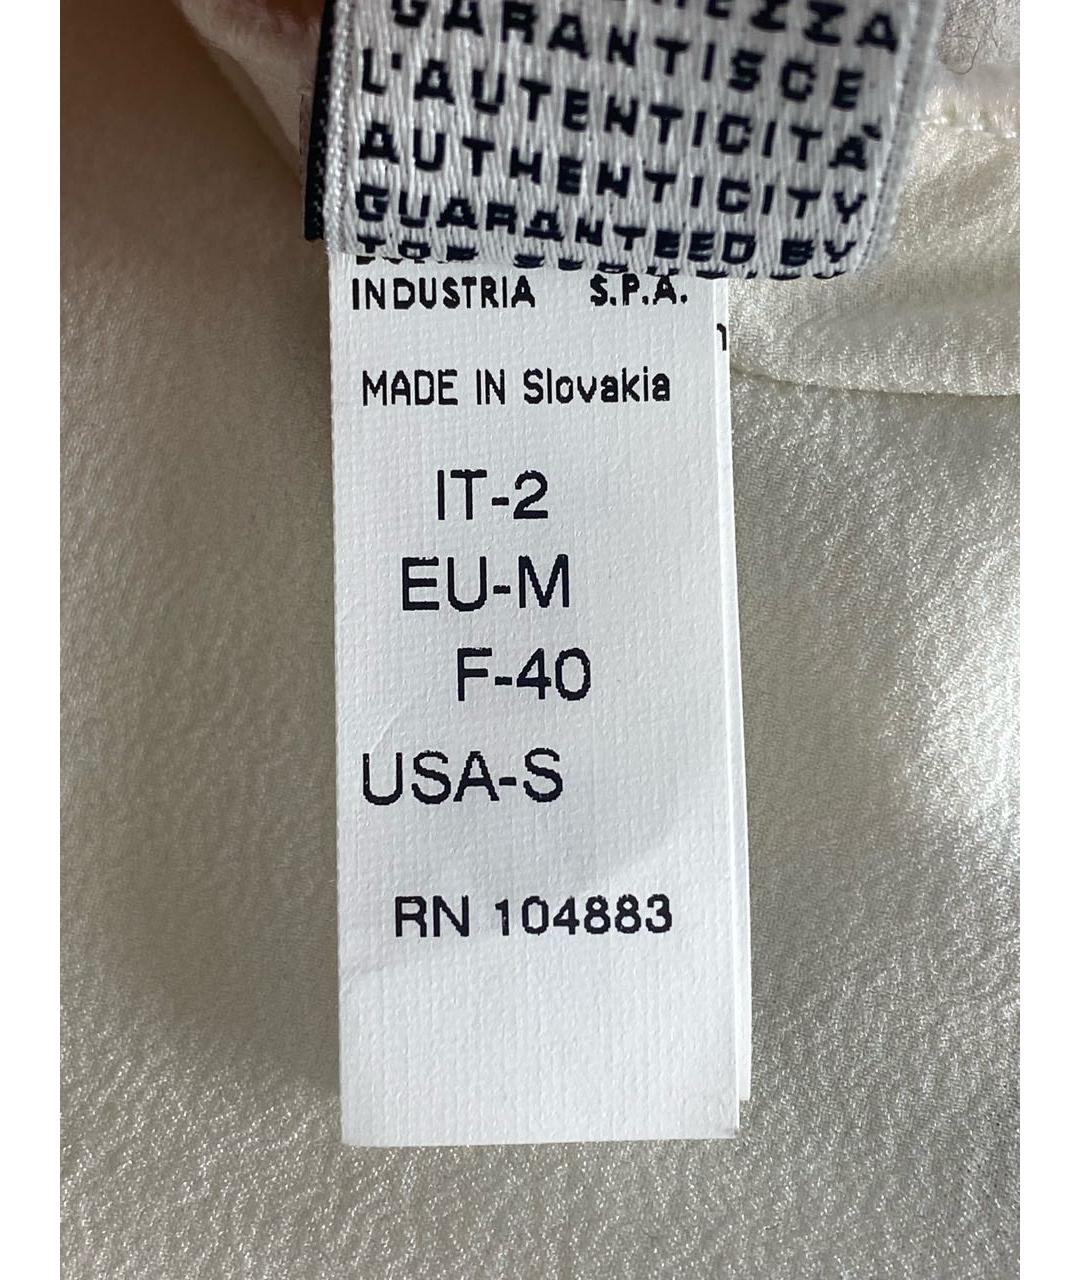 GARANTISCE
L'AUTENTICITÀ
AUTHENTICITY
GUARANTEED BY
INDUSTRIA S.P.A.
MADE IN Slovakia
IT-2
EU-M
F-40
USA-S
RN 104883